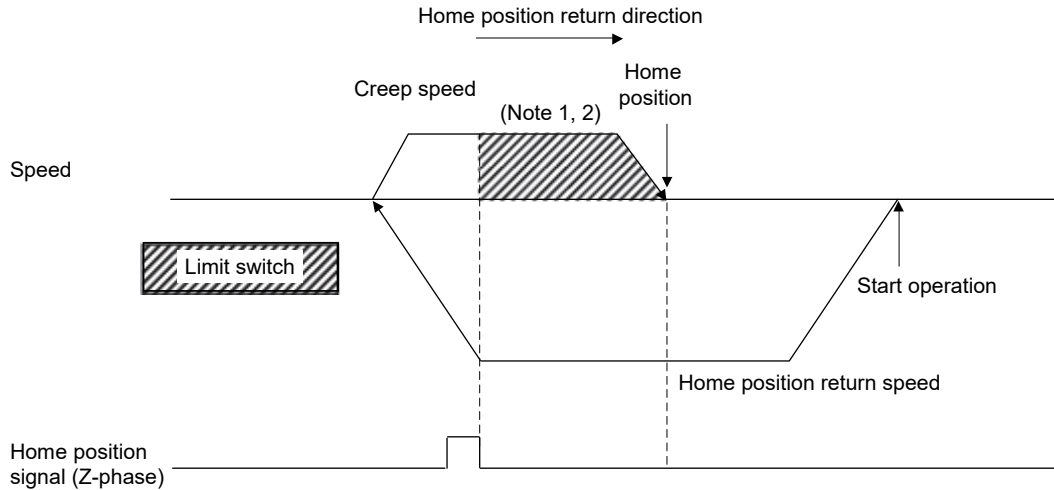 Home position return direction
Home
position
Creep speed
(Note 1, 2)
Speed
Limit switch
Start operation
Home position return speed
Home position
signal (Z-phase)